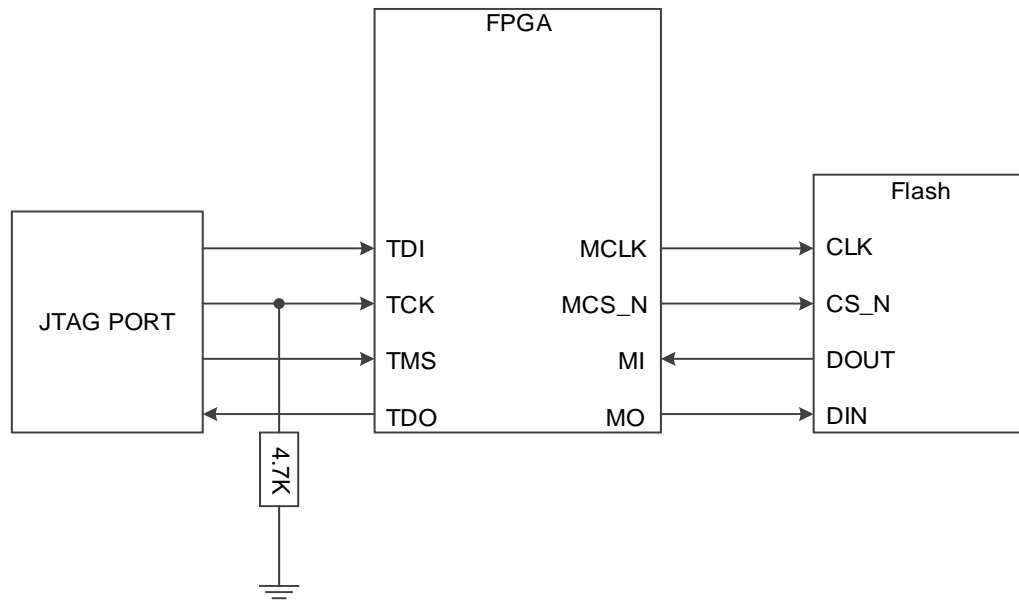 FPGA
Flash
JTAG PORT
TDI
TCK
TMS
TDO
MCLK
MCS_N
MI
MO
CLK
CS_N
DOUT
DIN
4.7K